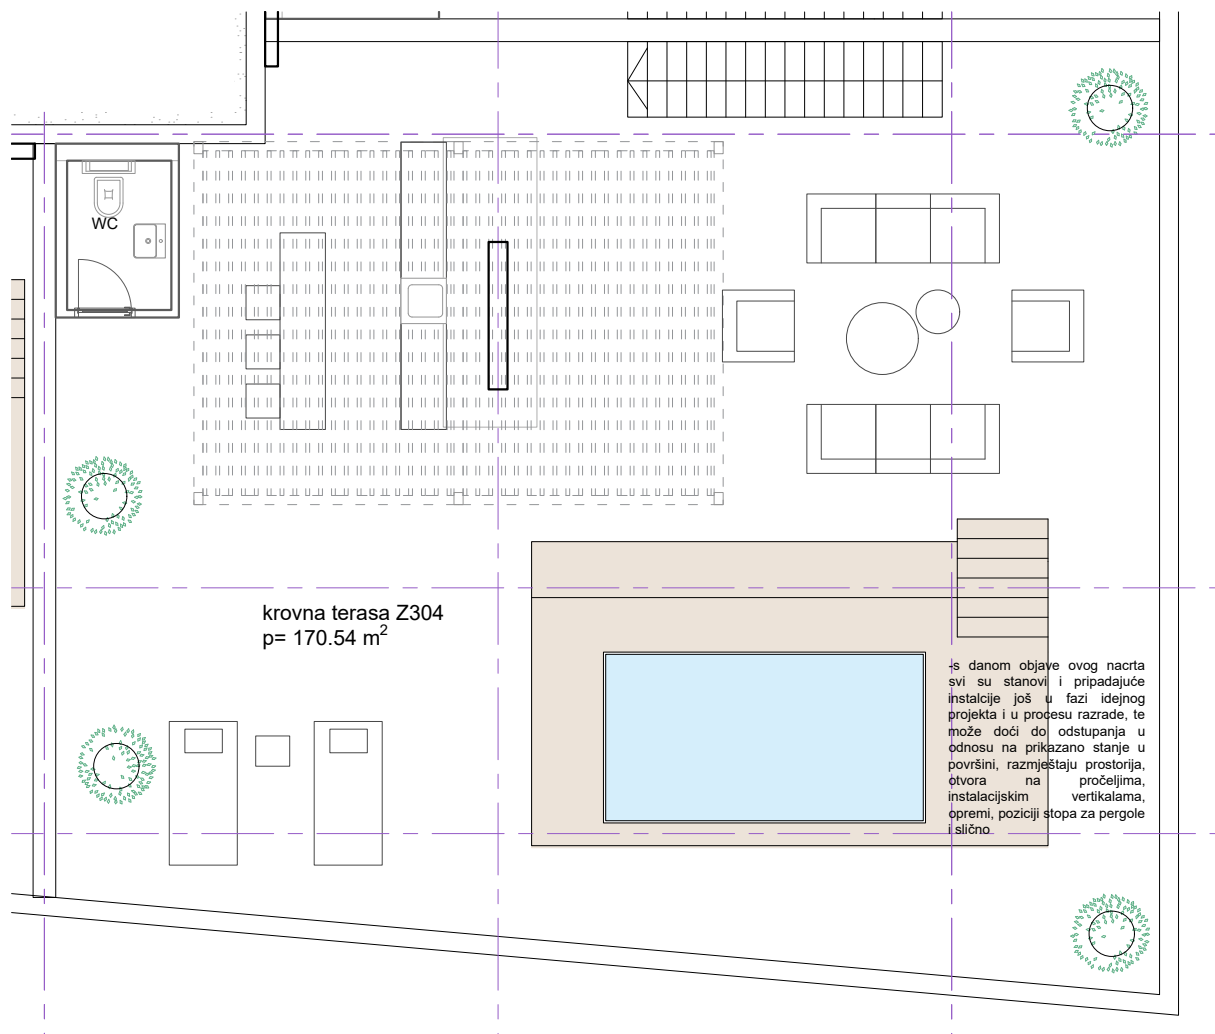 WC
krovna terasa Z304
p= 170.54 m²
-s danom objave ovog nacrta
svi su stanovi i pripadajuće
instalcije još u fazi idejnog
projekta i u procesu razrade, te
može doći do odstupanja u
odnosu na prikazano stanje u
površini, razmještaju prostorija,
otvora na pročeljima,
instalacijskim vertikalama,
opremi, poziciji stopa za pergole
i slično